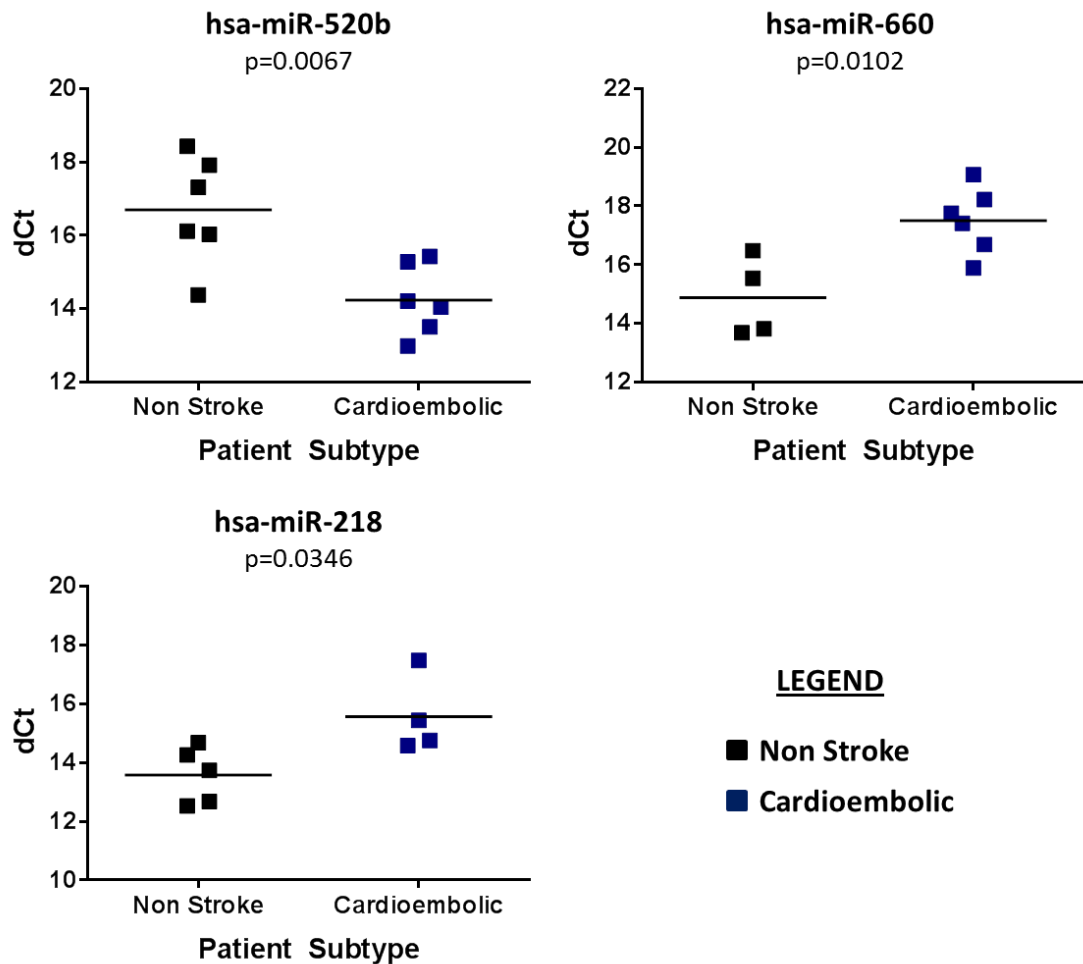 hsa-miR-520b
p=0.0067
20
18
16
14
12
dCt
Non Stroke Cardioembolic
Patient Subtype
hsa-miR-660
p=0.0102
22
20
18
16
14
12
dCt
Non Stroke Cardioembolic
Patient Subtype
hsa-miR-218
p=0.0346
20
18
16
14
12
10
dCt
Non Stroke Cardioembolic
Patient Subtype
LEGEND
Non Stroke
Cardioembolic